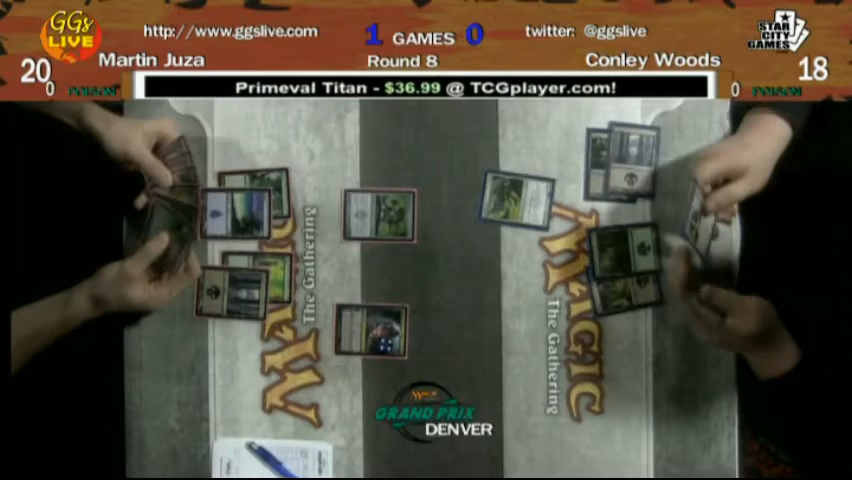 GGs
LIVE
http://www.ggslive.com
1 GAMES 0
twitter: @ggslive
STAR
CITY
GAMES
Martin Juza
Round 8
Conley Woods
20
0 POISON
18
0 POISON
Primeval Titan - $36.99 @ TCGplayer.com!
MAGIC
The Gathering
MAGIC
The Gathering
GRAND PRIX
DENVER